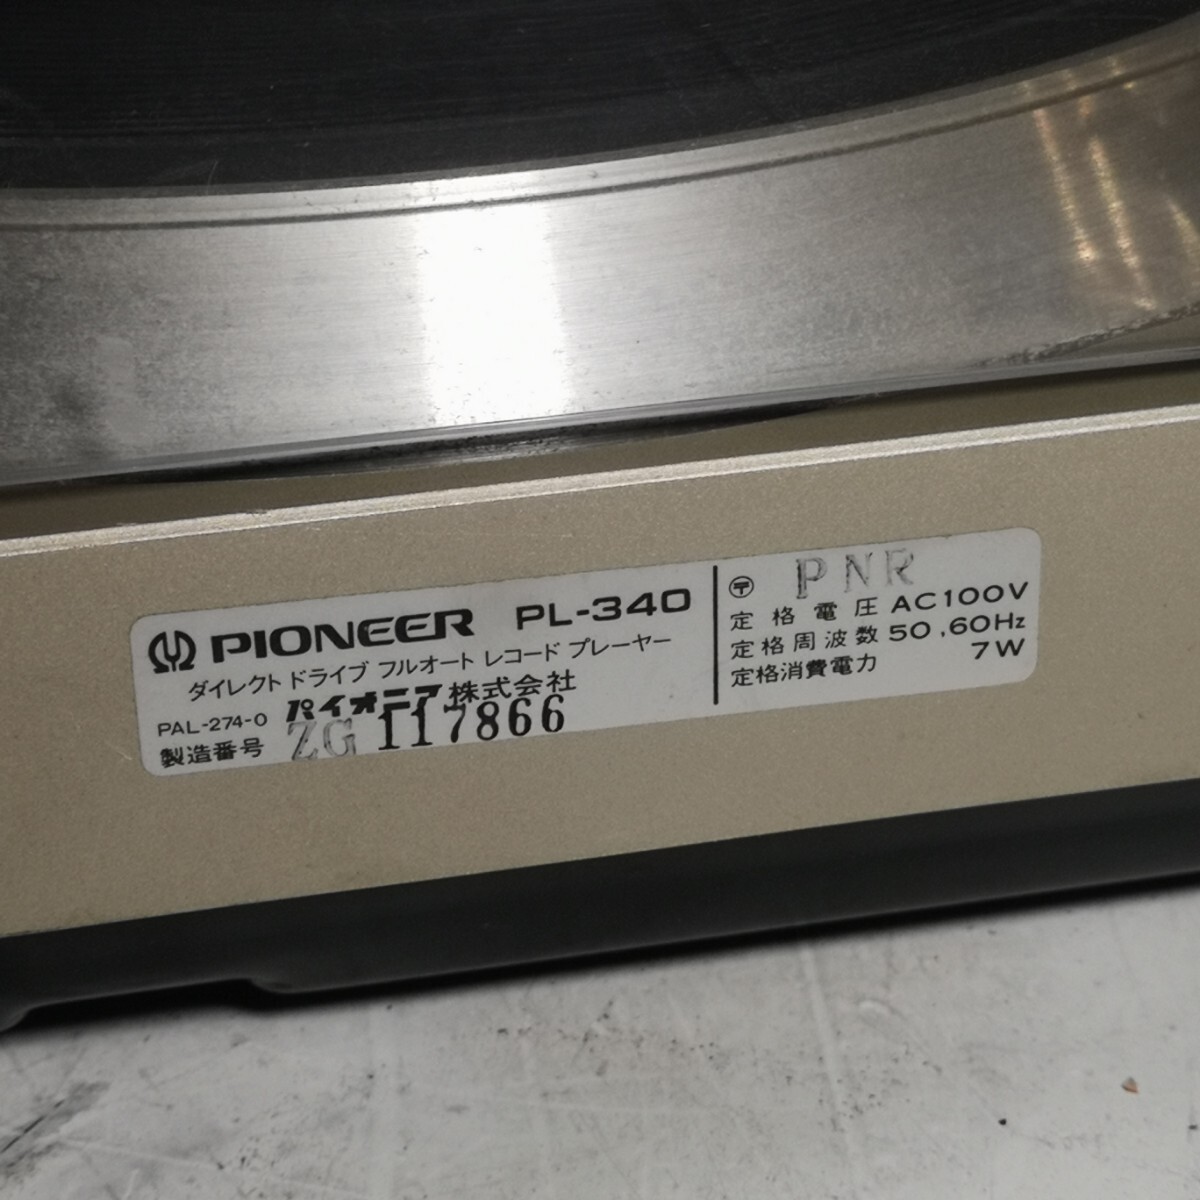 PIONEER PL-340
ダイレクト ドライブ フルオート レコード プレーヤー
PAL-274-0 パイオニア株式会社
製造番号 ZG 117866
〒 PNR
定格電圧 AC100V
定格周波数 50,60Hz
定格消費電力 7W